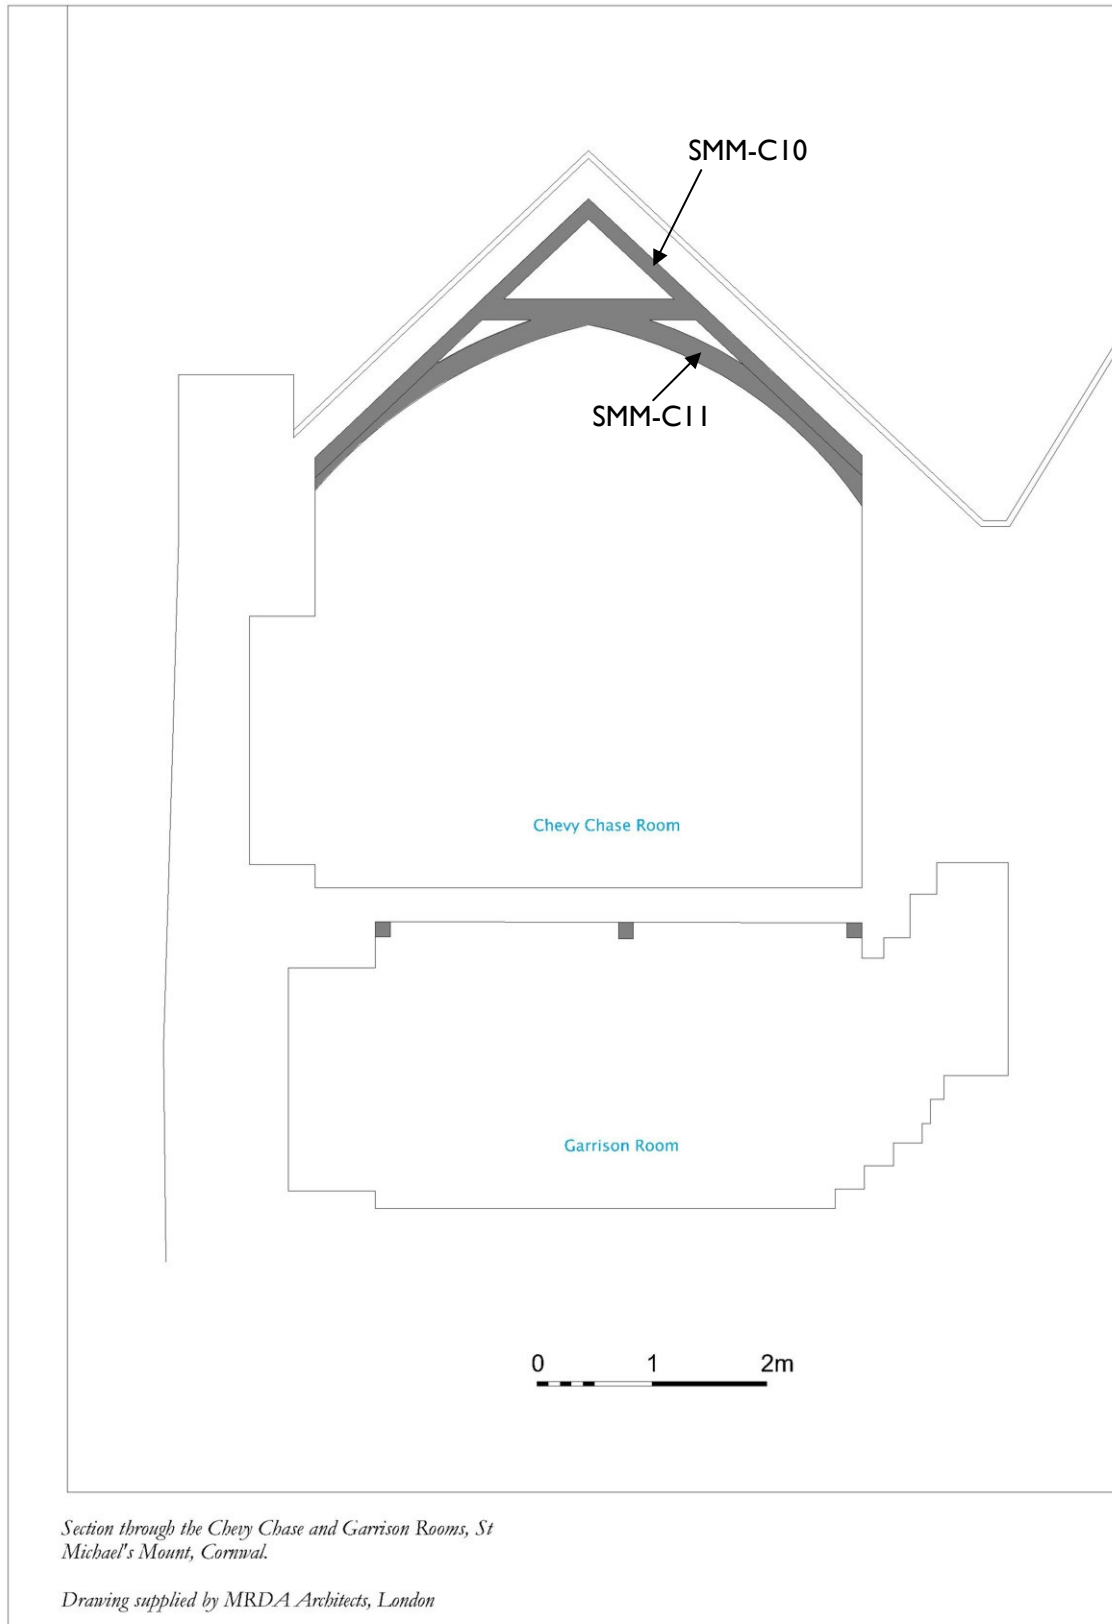 SMM-C10
SMM-C11
Chevy Chase Room
Garrison Room
0 1 2m
Section through the Chevy Chase and Garrison Rooms, St
Michael's Mount, Cornwal.
Drawing supplied by MRDA Architects, London